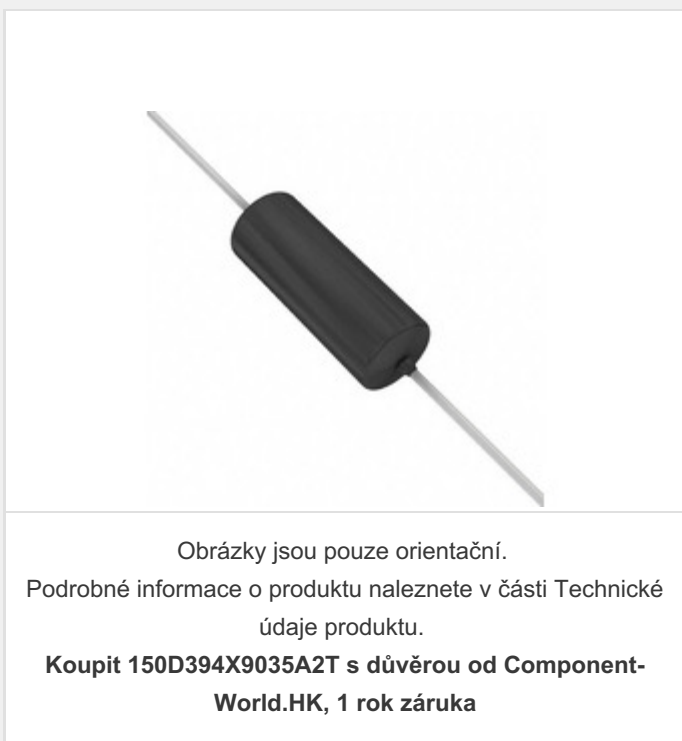 Obrázky jsou pouze orientační.
Podrobné informace o produktu naleznete v části Technické
údaje produktu.
Koupit 150D394X9035A2T s důvěrou od Component-
World.HK, 1 rok záruka